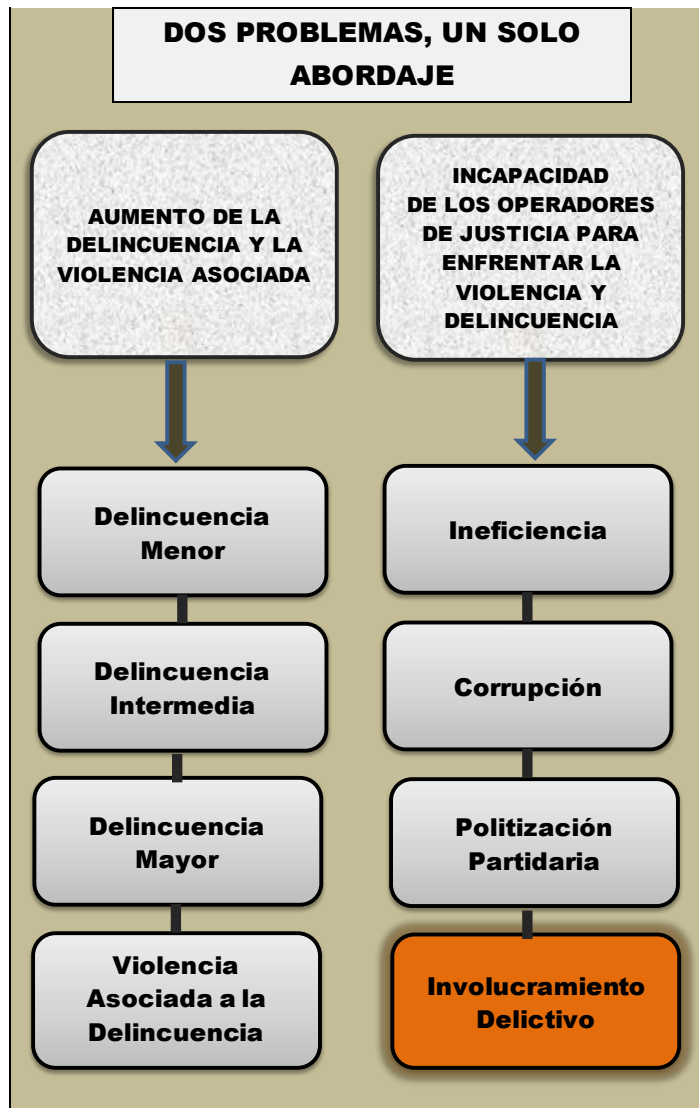 DOS PROBLEMAS, UN SOLO
ABORDAJE
AUMENTO DE LA
DELINCUENCIA Y LA
VIOLENCIA ASOCIADA
Delincuencia
Menor
Delincuencia
Intermedia
Delincuencia
Mayor
Violencia
Asociada a la
Delincuencia
INCAPACIDAD
DE LOS OPERADORES
DE JUSTICIA PARA
ENFRENTAR LA
VIOLENCIA Y
DELINCUENCIA
Ineficiencia
Corrupción
Politización
Partidaria
Involucramiento
Delictivo